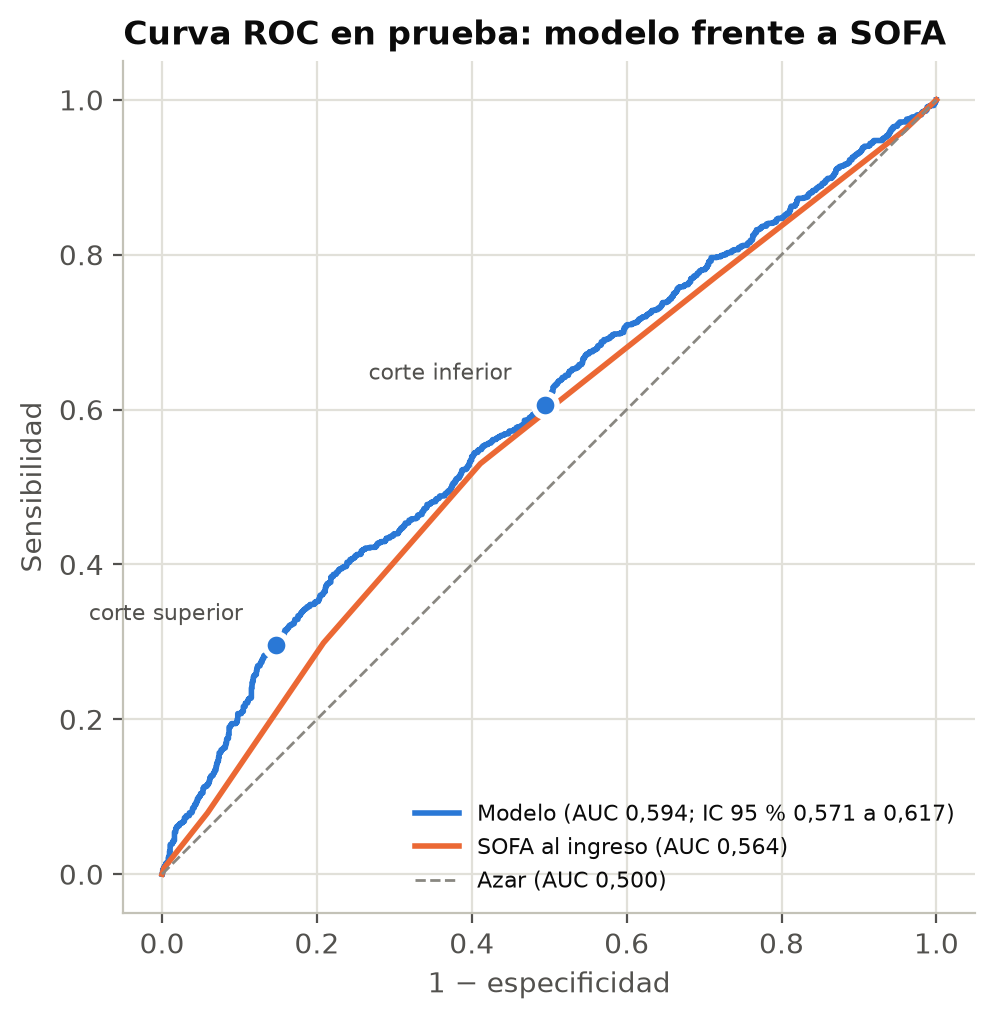 Curva ROC en prueba: modelo frente a SOFA
1.0
0.8
0.6
0.4
0.2
0.0
Sensibilidad
corte inferior
corte superior
Modelo (AUC 0,594; IC 95 % 0,571 a 0,617)
SOFA al ingreso (AUC 0,564)
Azar (AUC 0,500)
0.0 0.2 0.4 0.6 0.8 1.0
1 − especificidad